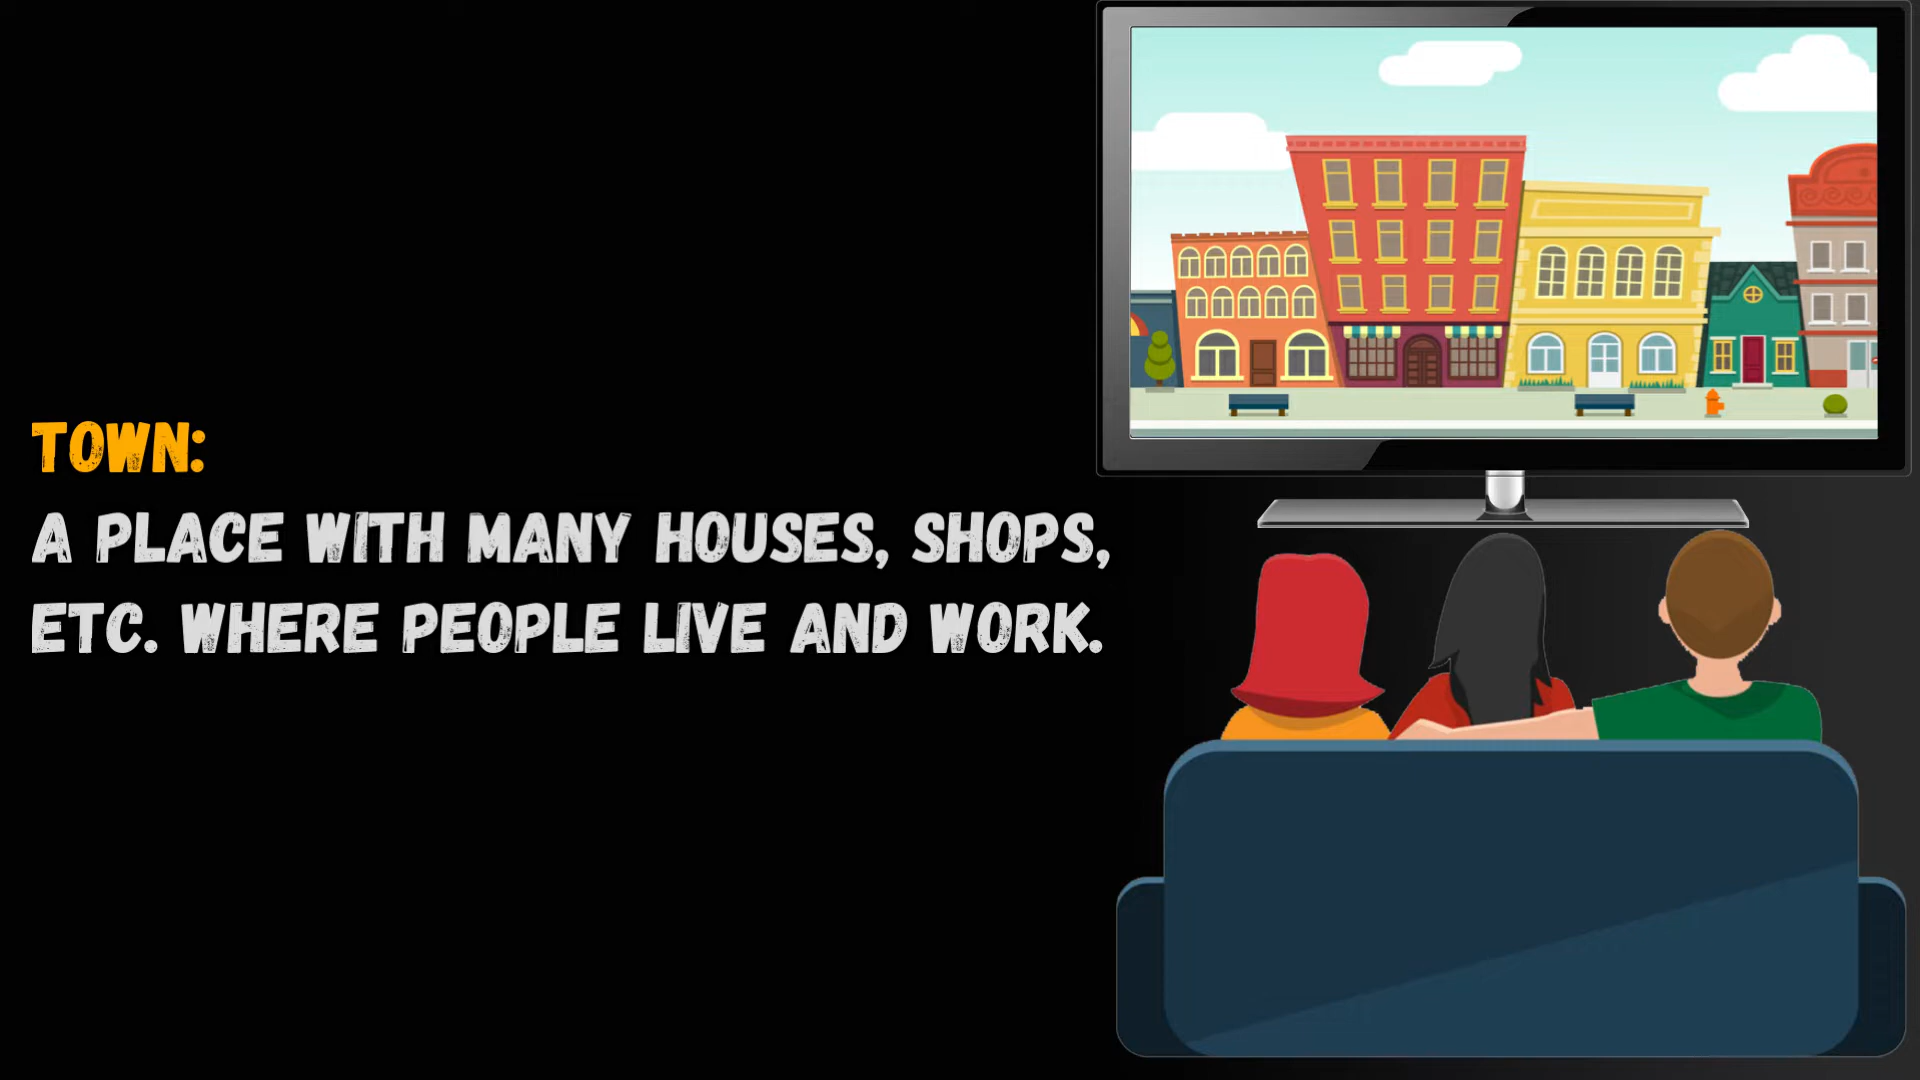 TOWN:
A PLACE WITH MANY HOUSES, SHOPS,
ETC. WHERE PEOPLE LIVE AND WORK.